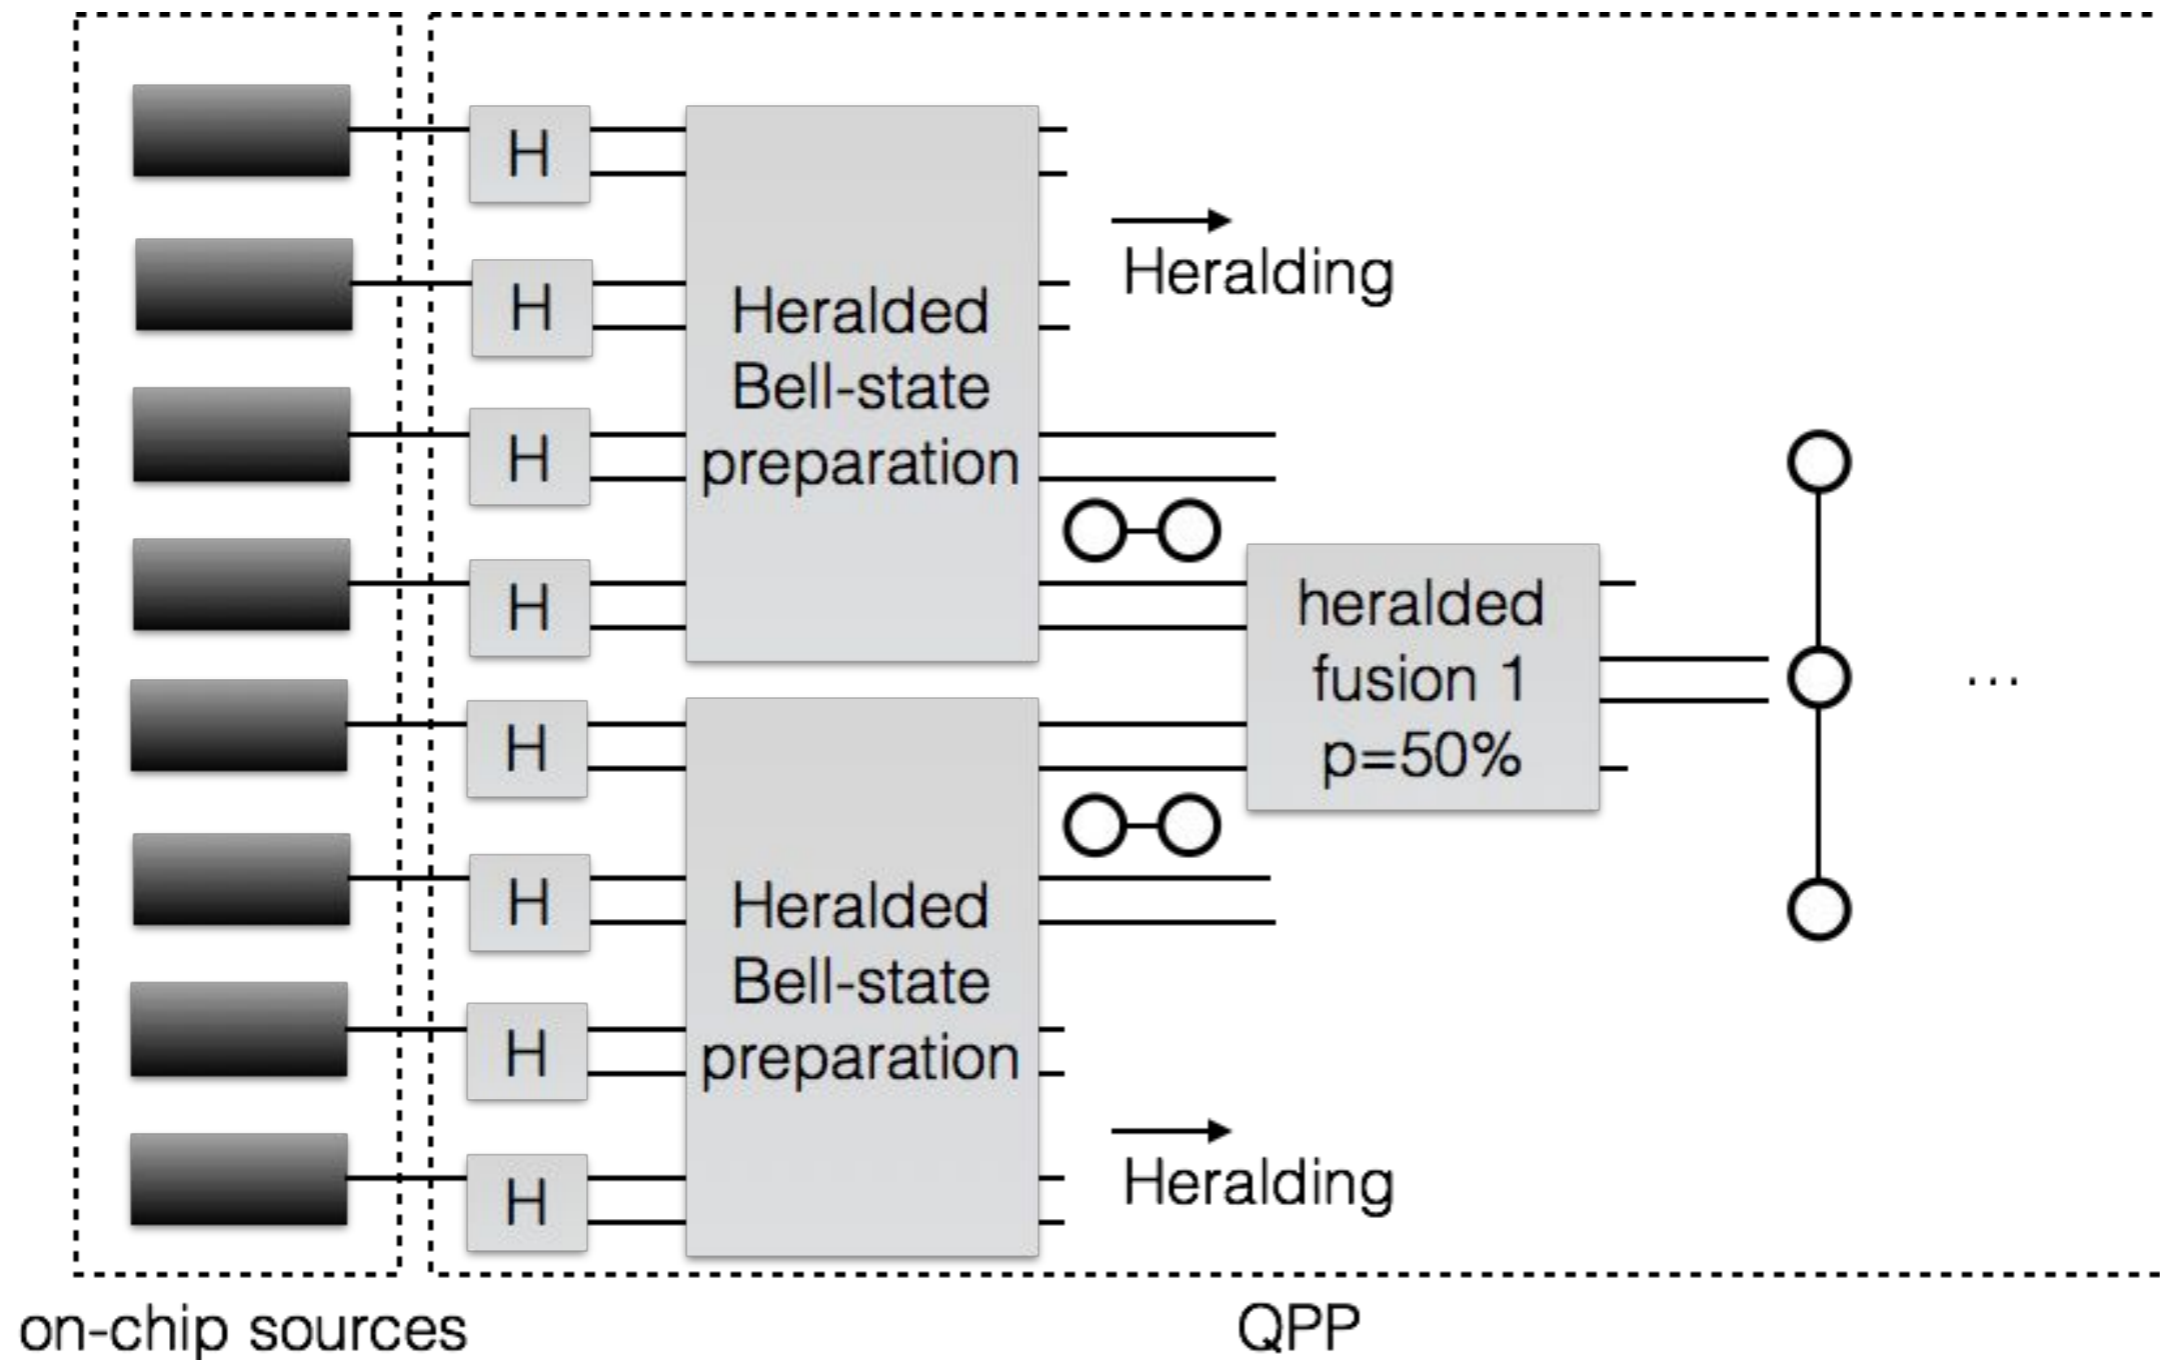 H
H
H
H
H
H
H
H
Heralded
Bell-state
preparation
Heralding
Heralded
Bell-state
preparation
Heralding
heralded
fusion 1
p=50%
...
on-chip sources
QPP